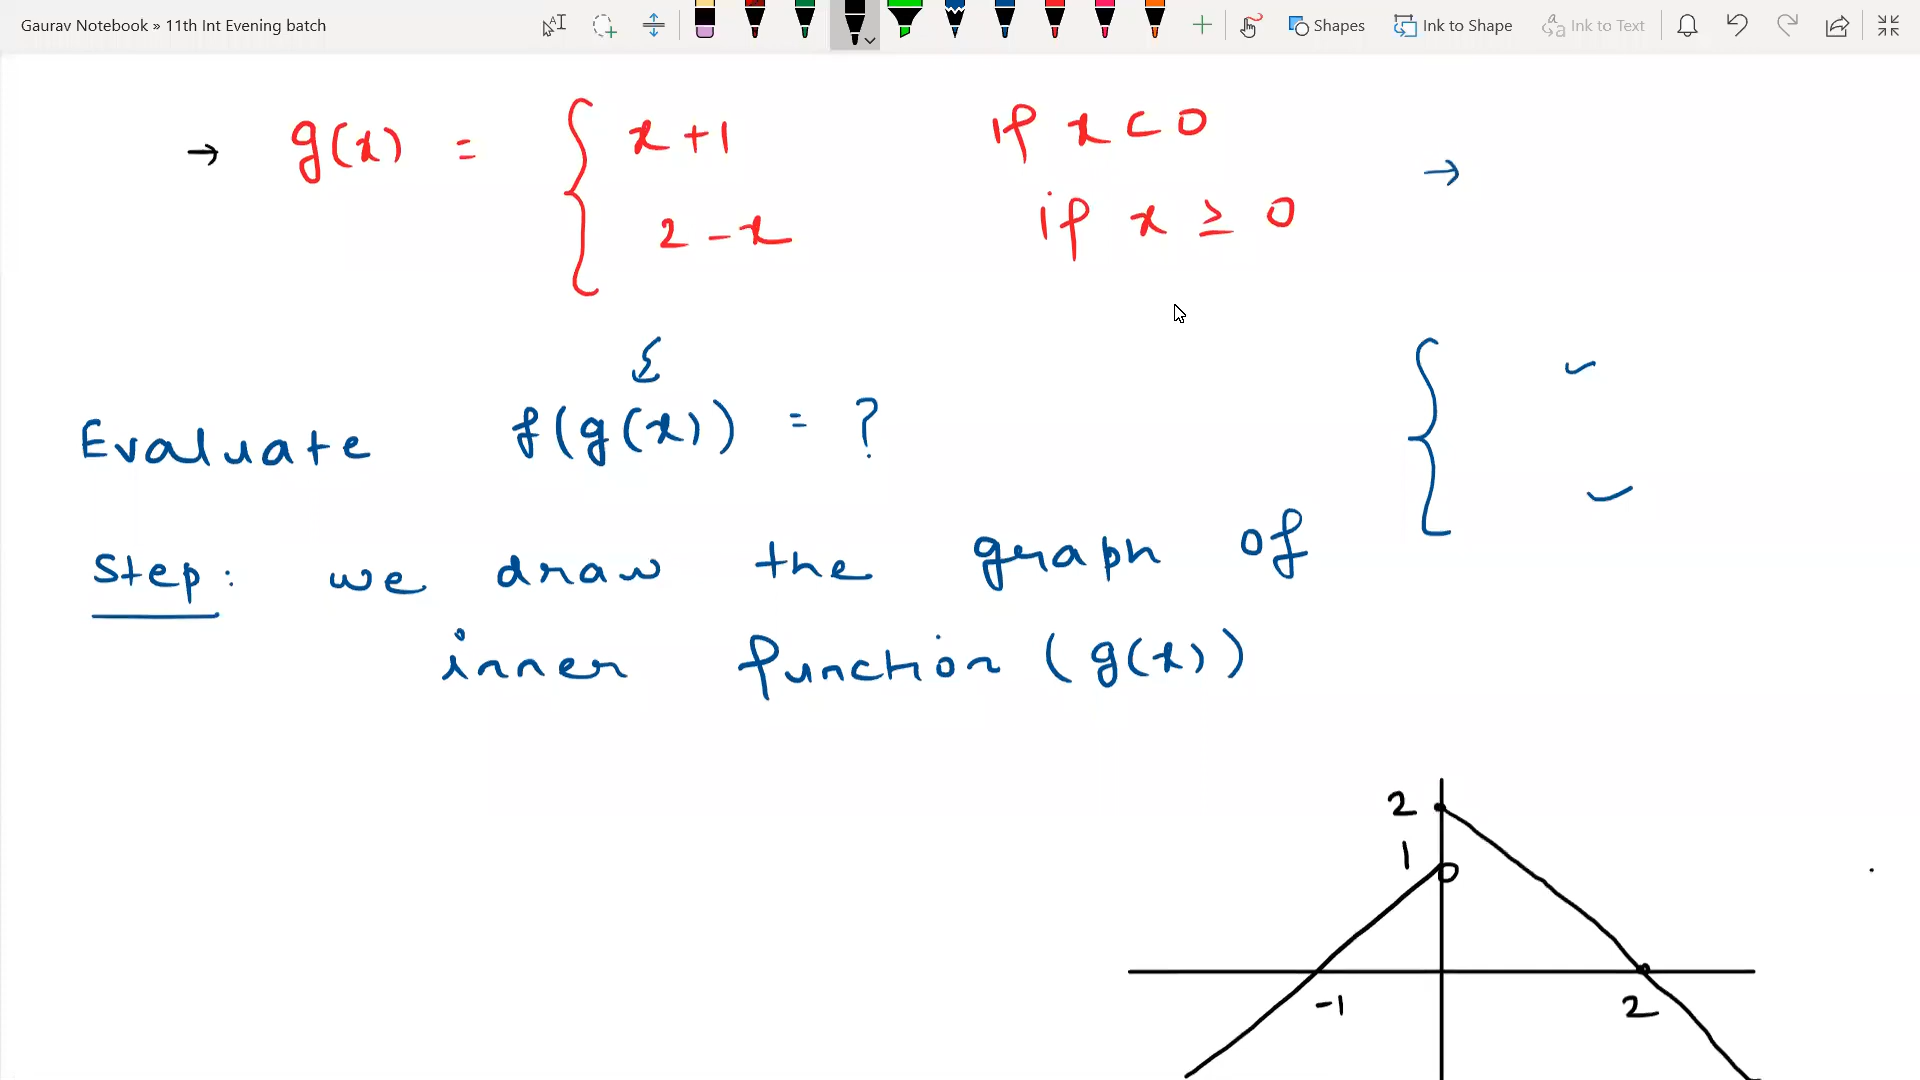 Gaurav Notebook » 11th Int Evening batch
Shapes
Ink to Shape
Ink to Text
→ g(x) = { x+1 if x<0 →
2-x if x ≥ 0
Evaluate f(g(x)) = ?
Step: we draw the graph of
inner function (g(x))
2
1
-1
2